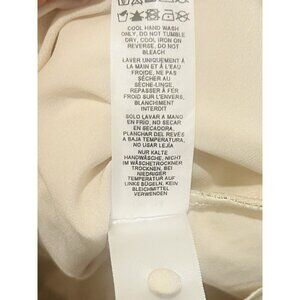 COOL HAND WASH
ONLY, DO NOT TUMBLE
DRY, COOL IRON ON
REVERSE, DO NOT
BLEACH
LAVER UNIQUEMENT À
LA MAIN ET À L'EAU
FROIDE, NE PAS
SÉCHER AU
SÈCHE-LINGE,
REPASSER À FER
FROID SUR L'ENVERS,
BLANCHIMENT
INTERDIT
SOLO LAVAR A MANO
EN FRÍO, NO SECAR
EN SECADORA,
PLANCHAR DEL REVÉS
A BAJA TEMPERATURA,
NO USAR LEJÍA
NUR KALTE
HANDWÄSCHE, NICHT
IM WÄSCHETROCKNER
TROCKNEN, BEI
NIEDRIGER
TEMPERATUR AUF
LINKS BÜGELN, KEIN
BLEICHMITTEL
VERWENDEN